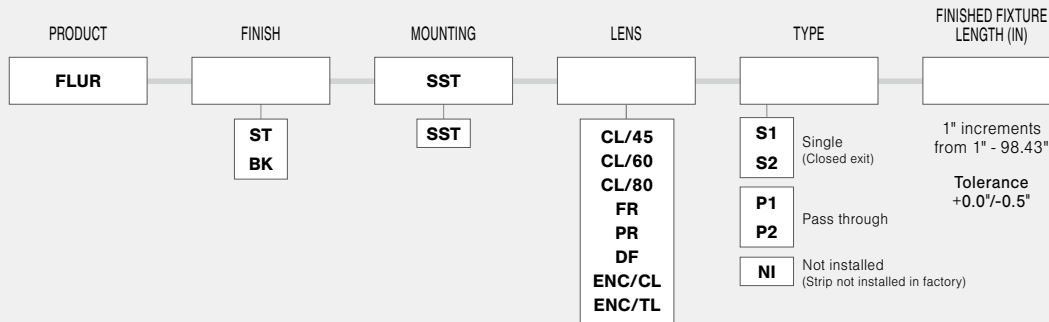 PRODUCT
FINISH
MOUNTING
LENS
TYPE
FINISHED FIXTURE
LENGTH (IN)
FLUR
SST
ST
BK
SST
CL/45
CL/60
CL/80
FR
PR
DF
ENC/CL
ENC/TL
S1
S2
Single
(Closed exit)
P1
P2
Pass through
NI
Not installed
(Strip not installed in factory)
1" increments
from 1" - 98.43"
Tolerance
+0.0"/-0.5"